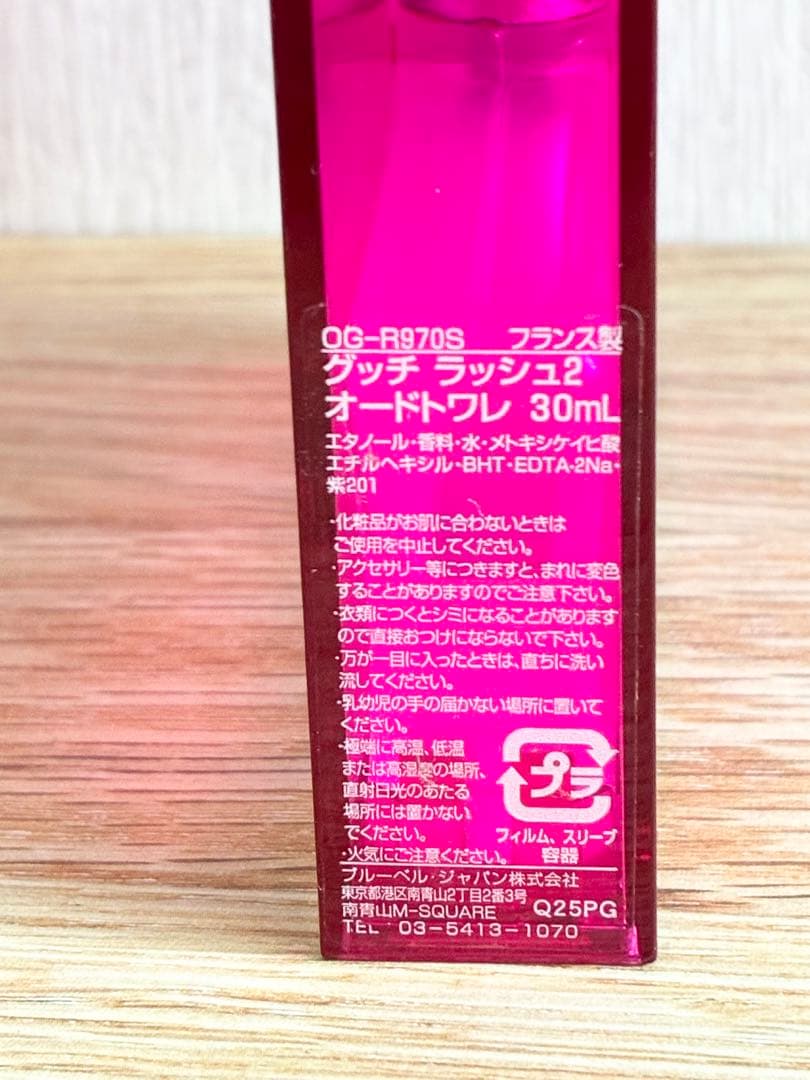 OG-R970S フランス製
グッチ ラッシュ2
オードトワレ 30mL
エタノール・香料・水・メトキシケイヒ酸
エチルヘキシル・BHT・EDTA-2Na・
紫201
・化粧品がお肌に合わないときは
ご使用を中止してください。
・アクセサリー等につきますと、まれに変色
することがありますのでご注意下さい。
・衣類につくとシミになることがあります
ので直接おつけにならないで下さい。
・万が一目に入ったときは、直ちに洗い
流してください。
・乳幼児の手の届かない場所に置いて
ください。
・極端に高温、低温
または高湿度の場所、
直射日光のあたる
場所には置かない
でください。
・火気にご注意ください。
プラ
フィルム、スリーブ
容器
ブルーベル・ジャパン株式会社
東京都港区南青山2丁目2番3号
南青山M-SQUARE Q25PG
TEL 03-5413-1070